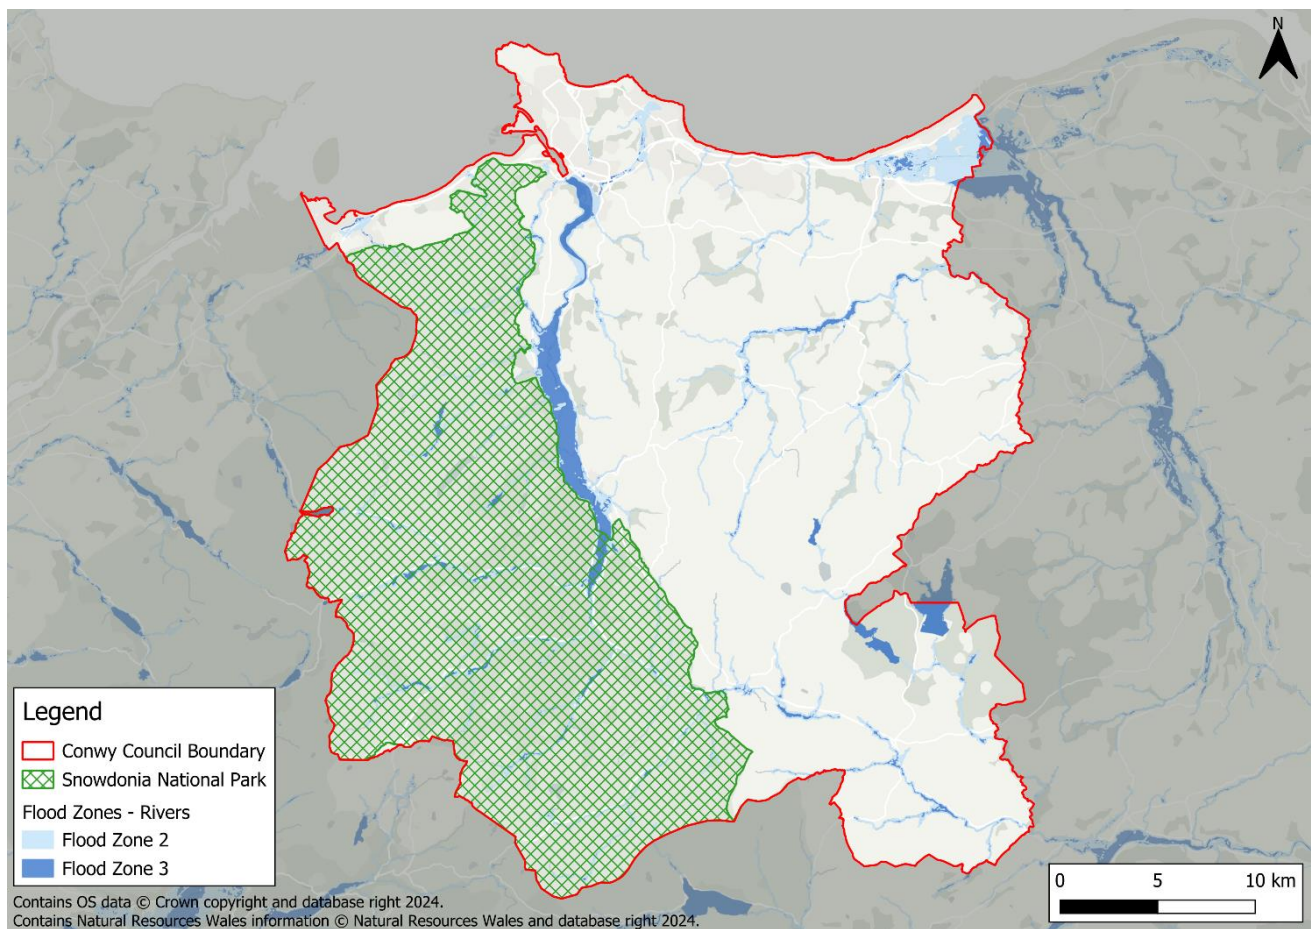 N
Legend
Conwy Council Boundary
Snowdonia National Park
Flood Zones - Rivers
Flood Zone 2
Flood Zone 3
0 5 10 km
Contains OS data © Crown copyright and database right 2024.
Contains Natural Resources Wales information © Natural Resources Wales and database right 2024.